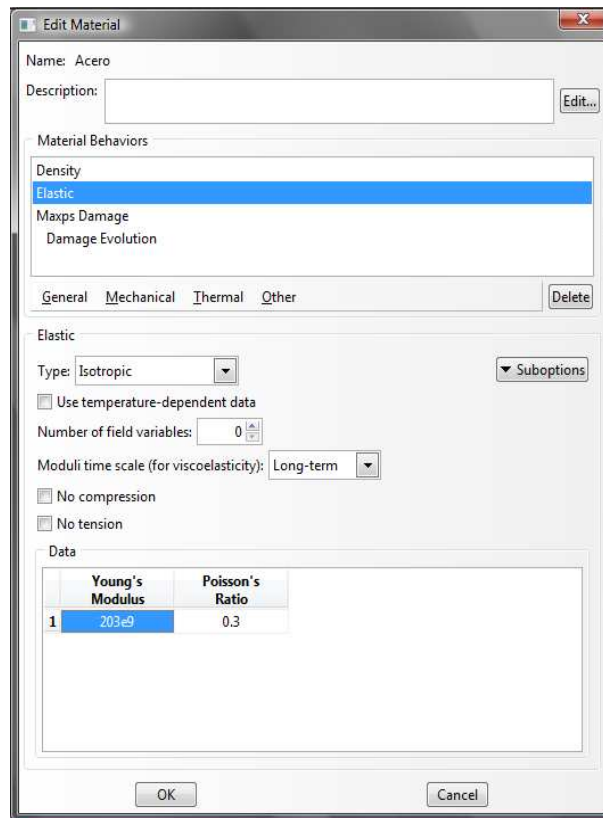 Edit Material
Name: Acero
Description:
Edit...
Material Behaviors
Density
Elastic
Maxps Damage
Damage Evolution
General Mechanical Thermal Other
Delete
Elastic
Type: Isotropic
Suboptions
Use temperature-dependent data
Number of field variables: 0
Moduli time scale (for viscoelasticity): Long-term
No compression
No tension
Data
Young's Poisson's
Modulus Ratio
1 203e9 0.3
OK Cancel